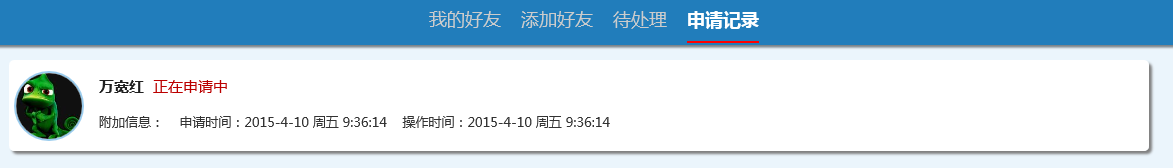 我的好友 添加好友 待处理 申请记录
万宽红 正在申请中
附加信息： 申请时间：2015-4-10 周五 9:36:14 操作时间：2015-4-10 周五 9:36:14